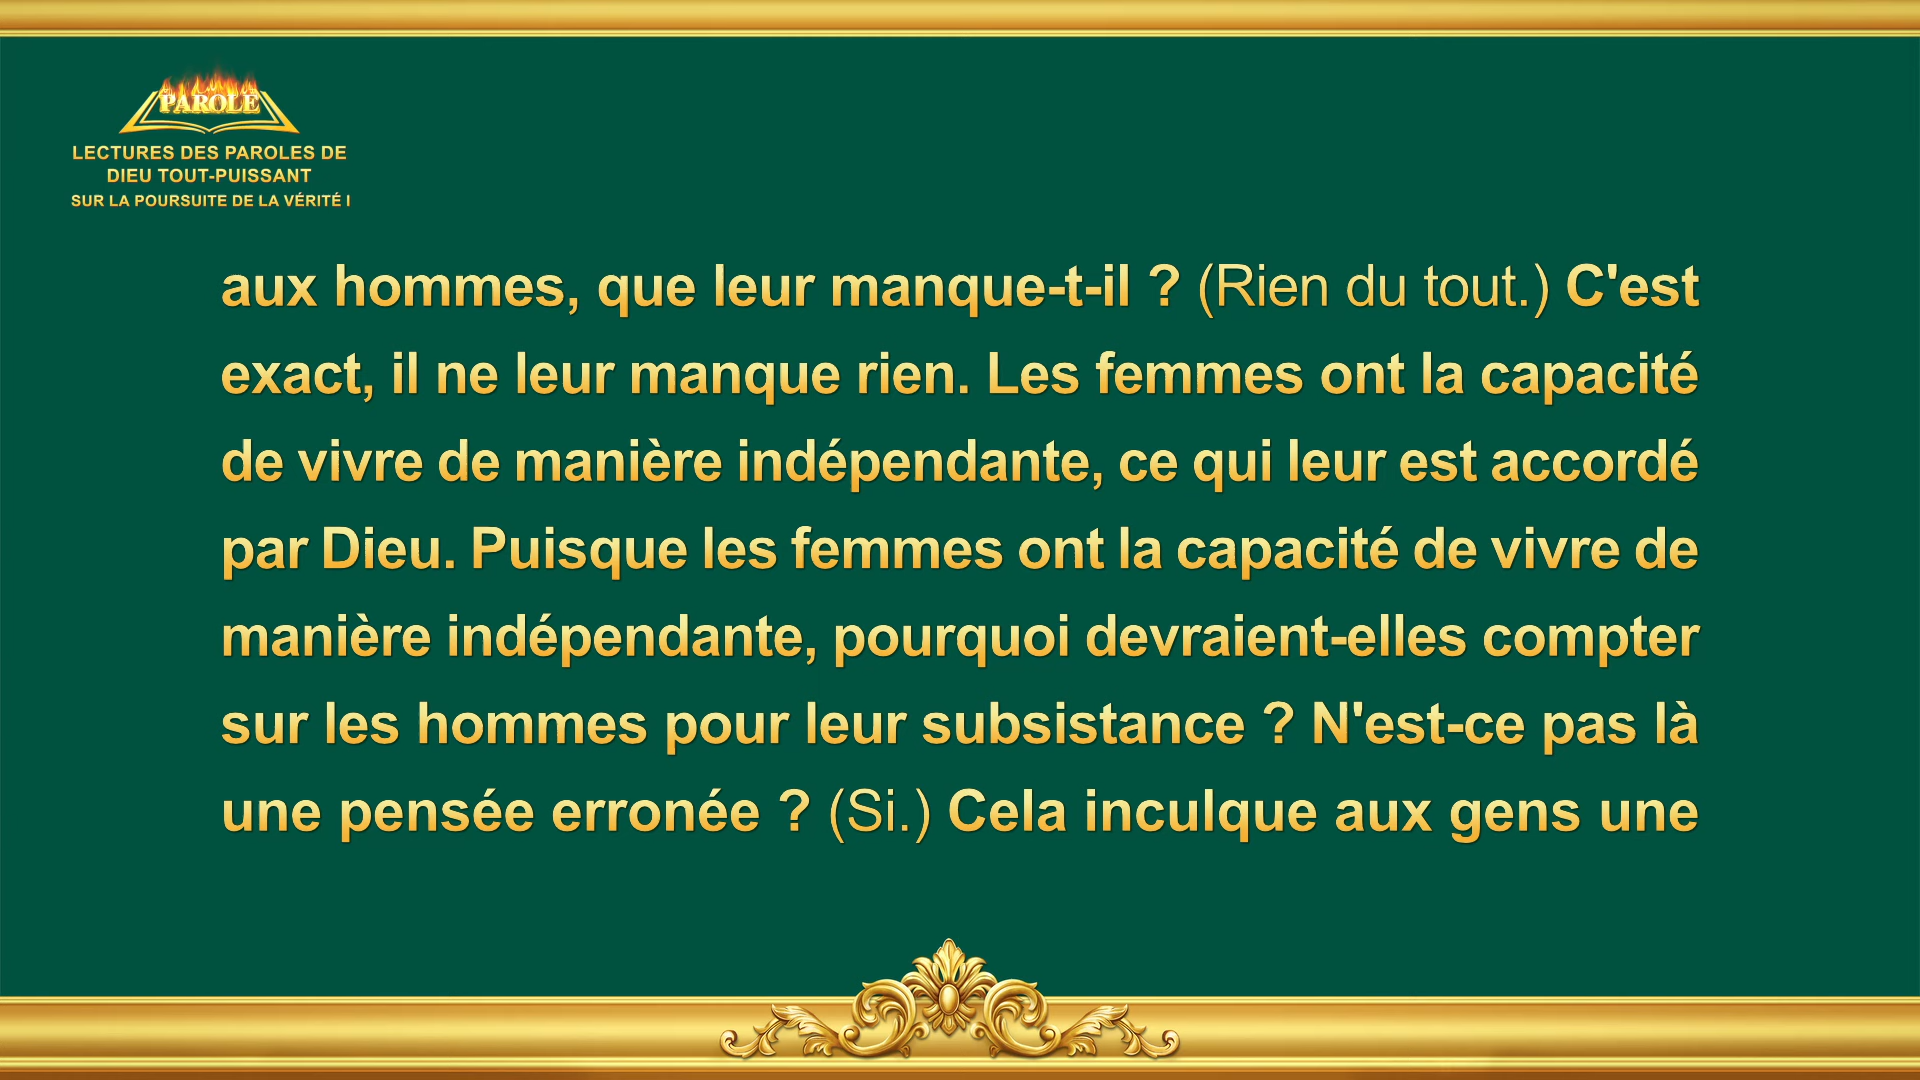 PAROLE
LECTURES DES PAROLES DE
DIEU TOUT-PUISSANT
SUR LA POURSUITE DE LA VÉRITÉ I
aux hommes, que leur manque-t-il ? (Rien du tout.) C'est
exact, il ne leur manque rien. Les femmes ont la capacité
de vivre de manière indépendante, ce qui leur est accordé
par Dieu. Puisque les femmes ont la capacité de vivre de
manière indépendante, pourquoi devraient-elles compter
sur les hommes pour leur subsistance ? N'est-ce pas là
une pensée erronée ? (Si.) Cela inculque aux gens une